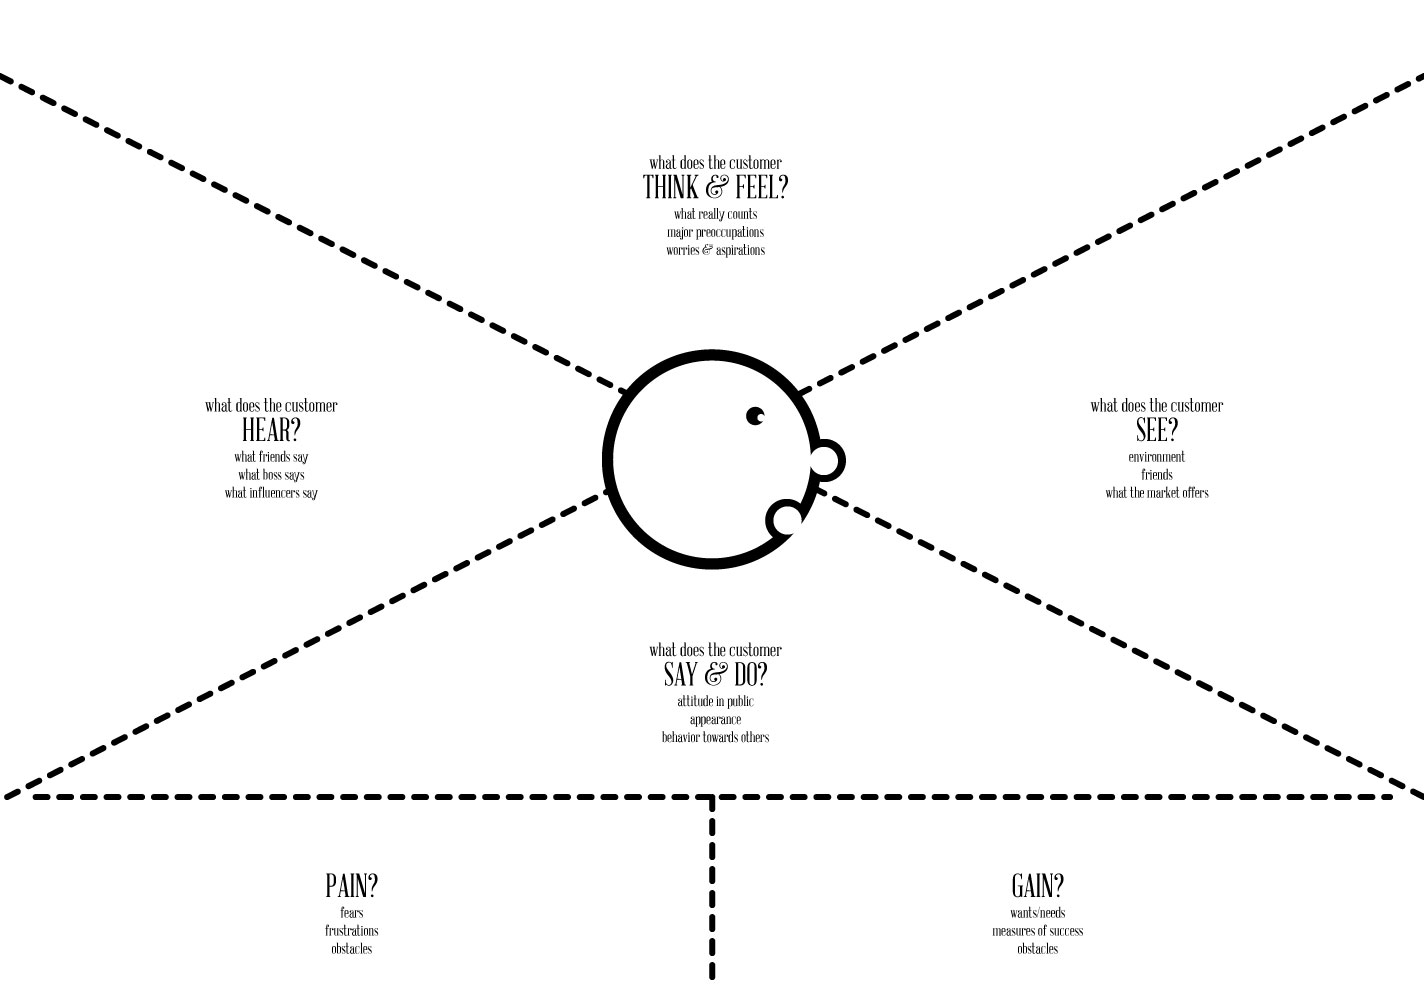 what does the customer
THINK & FEEL?
what really counts
major preoccupations
worries & aspirations
what does the customer
HEAR?
what friends say
what boss says
what influencers say
what does the customer
SEE?
environment
friends
what the market offers
what does the customer
SAY & DO?
attitude in public
appearance
behavior towards others
PAIN?
fears
frustrations
obstacles
GAIN?
wants/needs
measures of success
obstacles